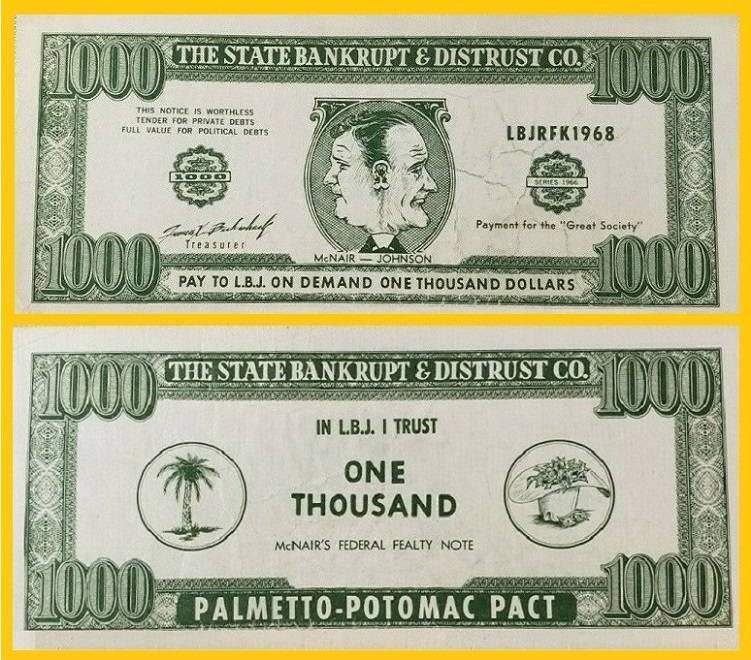 1000 THE STATE BANKRUPT & DISTRUST CO. 1000
THIS NOTICE IS WORTHLESS
TENDER FOR PRIVATE DEBTS
FULL VALUE FOR POLITICAL DEBTS
LBJRFK1968
1000
SERIES 1966
Treasurer
Payment for the "Great Society"
McNAIR — JOHNSON
1000 PAY TO L.B.J. ON DEMAND ONE THOUSAND DOLLARS 1000
1000 THE STATE BANKRUPT & DISTRUST CO. 1000
IN L.B.J. I TRUST
ONE
THOUSAND
McNAIR'S FEDERAL FEALTY NOTE
1000 PALMETTO-POTOMAC PACT 1000